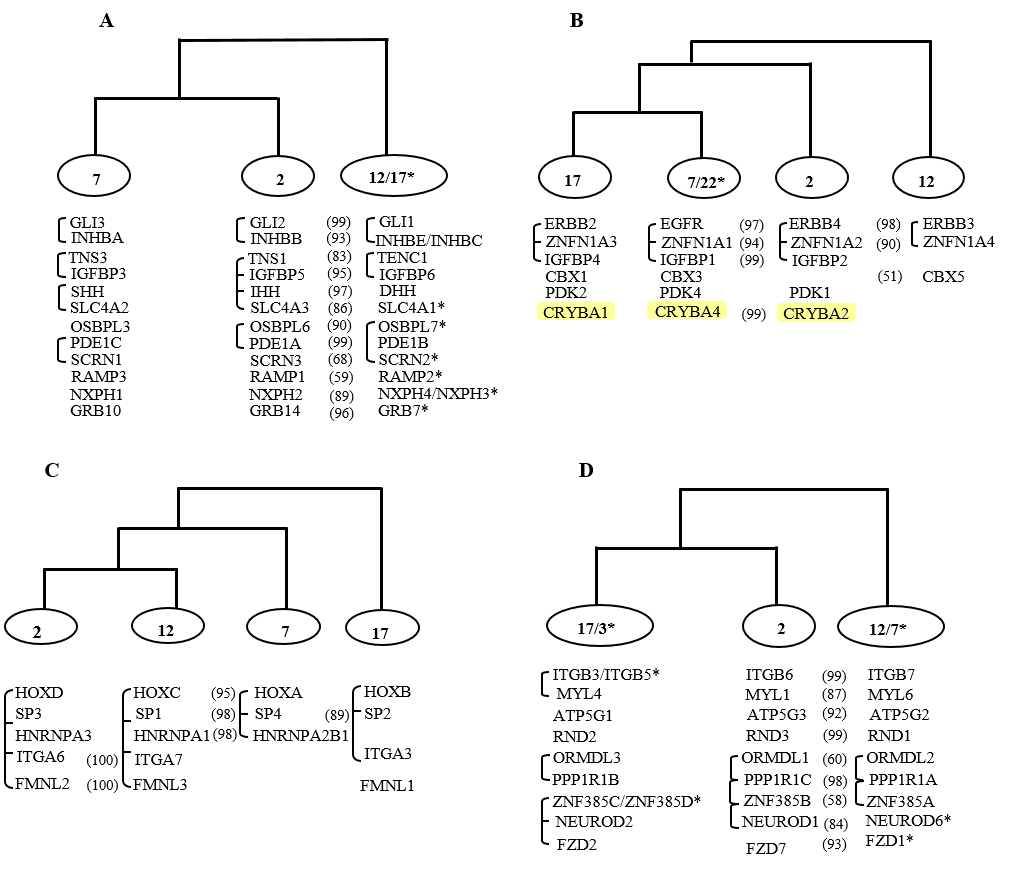 A
7 2 12/17*
GLI3 GLI2 (99) GLI1
INHBA INHBB (93) INHBE/INHBC
TNS3 TNS1 (83) TENC1
IGFBP3 IGFBP5 (95) IGFBP6
SHH IHH (97) DHH
SLC4A2 SLC4A3 (86) SLC4A1*
OSBPL3 OSBPL6 (90) OSBPL7*
PDE1C PDE1A (99) PDE1B
SCRN1 SCRN3 (68) SCRN2*
RAMP3 RAMP1 (59) RAMP2*
NXPH1 NXPH2 (89) NXPH4/NXPH3*
GRB10 GRB14 (96) GRB7*
B
17 7/22* 2 12
ERBB2 EGFR (97) ERBB4 (98) ERBB3
ZNFN1A3 ZNFN1A1 (94) ZNFN1A2 (90) ZNFN1A4
IGFBP4 IGFBP1 (99) IGFBP2
CBX1 CBX3 (51) CBX5
PDK2 PDK4 PDK1
CRYBA1 CRYBA4 (99) CRYBA2
C
2 12 7 17
HOXD HOXC (95) HOXA HOXB
SP3 SP1 (98) SP4 (89) SP2
HNRNPA3 HNRNPA1 (98) HNRNPA2B1
ITGA6 (100) ITGA7 ITGA3
FMNL2 (100) FMNL3 FMNL1
D
17/3* 2 12/7*
ITGB3/ITGB5* ITGB6 (99) ITGB7
MYL4 MYL1 (87) MYL6
ATP5G1 ATP5G3 (92) ATP5G2
RND2 RND3 (99) RND1
ORMDL3 ORMDL1 (60) ORMDL2
PPP1R1B PPP1R1C (98) PPP1R1A
ZNF385C/ZNF385D* ZNF385B (58) ZNF385A
NEUROD2 NEUROD1 (84) NEUROD6*
FZD2 FZD7 (93) FZD1*